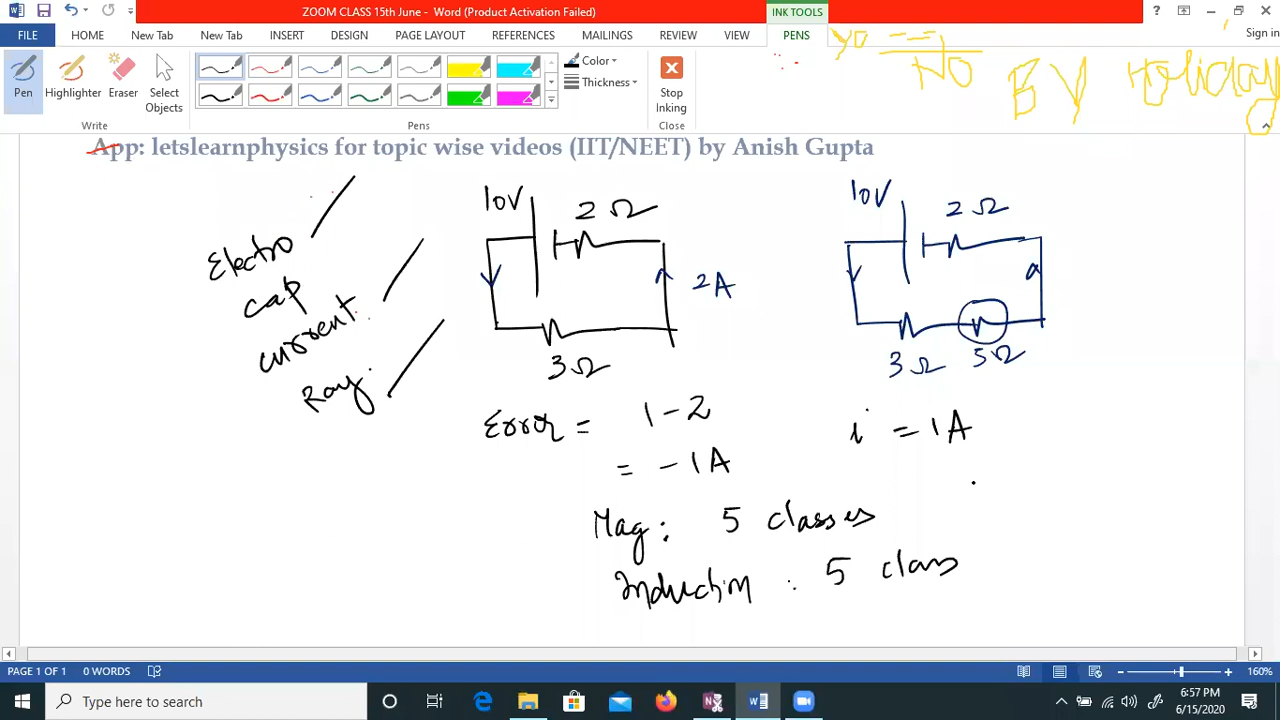 ZOOM CLASS 15th June - Word (Product Activation Failed)
INK TOOLS
FILE HOME New Tab New Tab INSERT DESIGN PAGE LAYOUT REFERENCES MAILINGS REVIEW VIEW PENS
Sign in
Pen
Highlighter
Eraser
Select Objects
Color
Thickness
Stop Inking
Write
Pens
Close
NO BY Holiday
App: letslearnphysics for topic wise videos (IIT/NEET) by Anish Gupta
Electro
Cap
current
Ray
10V
2 Ω
2A
3 Ω
10V
2 Ω
3 Ω
5 Ω
Error = 1 - 2
= - 1A
i = 1A
Mag: 5 classes
Induction : 5 class
PAGE 1 OF 1 0 WORDS
160%
Type here to search
6:57 PM
6/15/2020